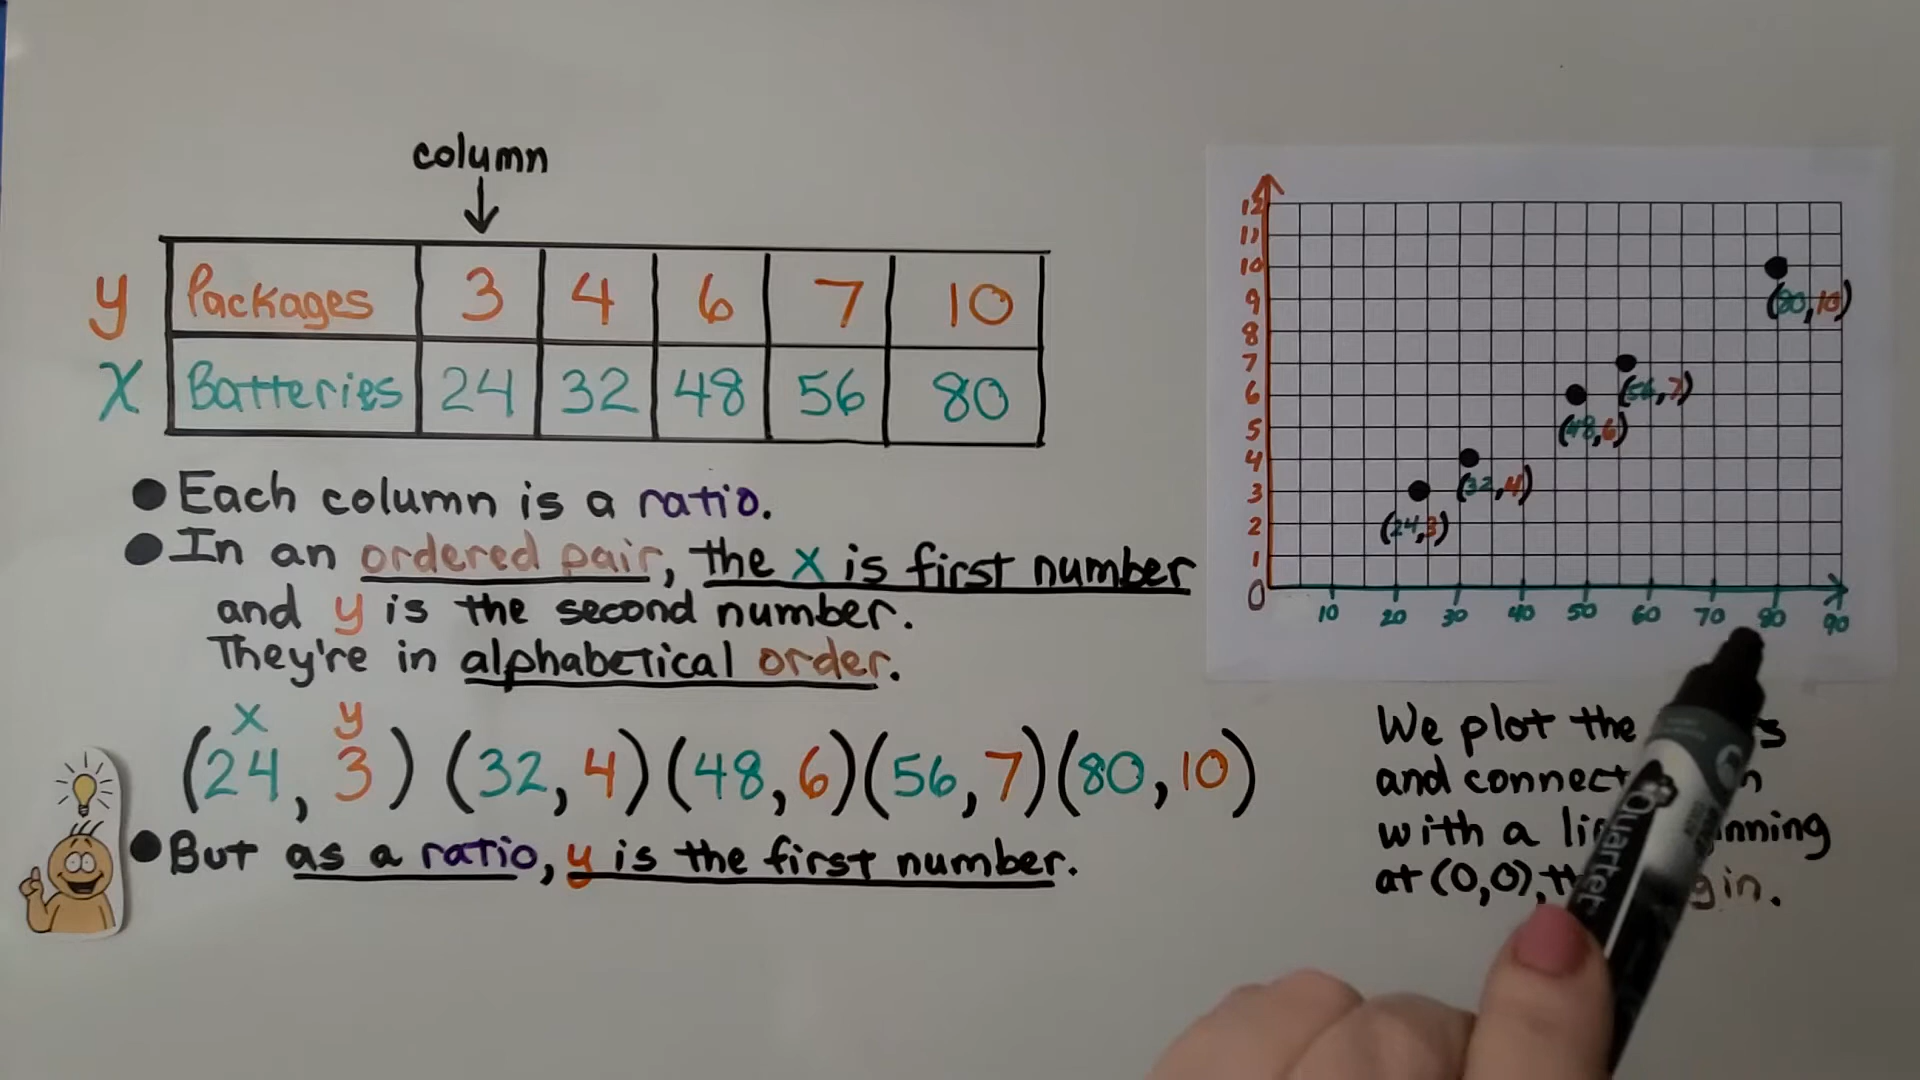 column
y Packages 3 4 6 7 10
x Batteries 24 32 48 56 80
Each column is a ratio.
In an ordered pair, the x is first number
and y is the second number.
They're in alphabetical order.
x y
(24, 3) (32, 4) (48, 6) (56, 7) (80, 10)
But as a ratio, y is the first number.
12
11
10
9
8
7
6
5
4
3
2
1
0
10 20 30 40 50 60 70 80 90
(80,10)
(56,7)
(48,6)
(32,4)
(24,3)
We plot the
and connect
with a
at (0,0),
Quartet